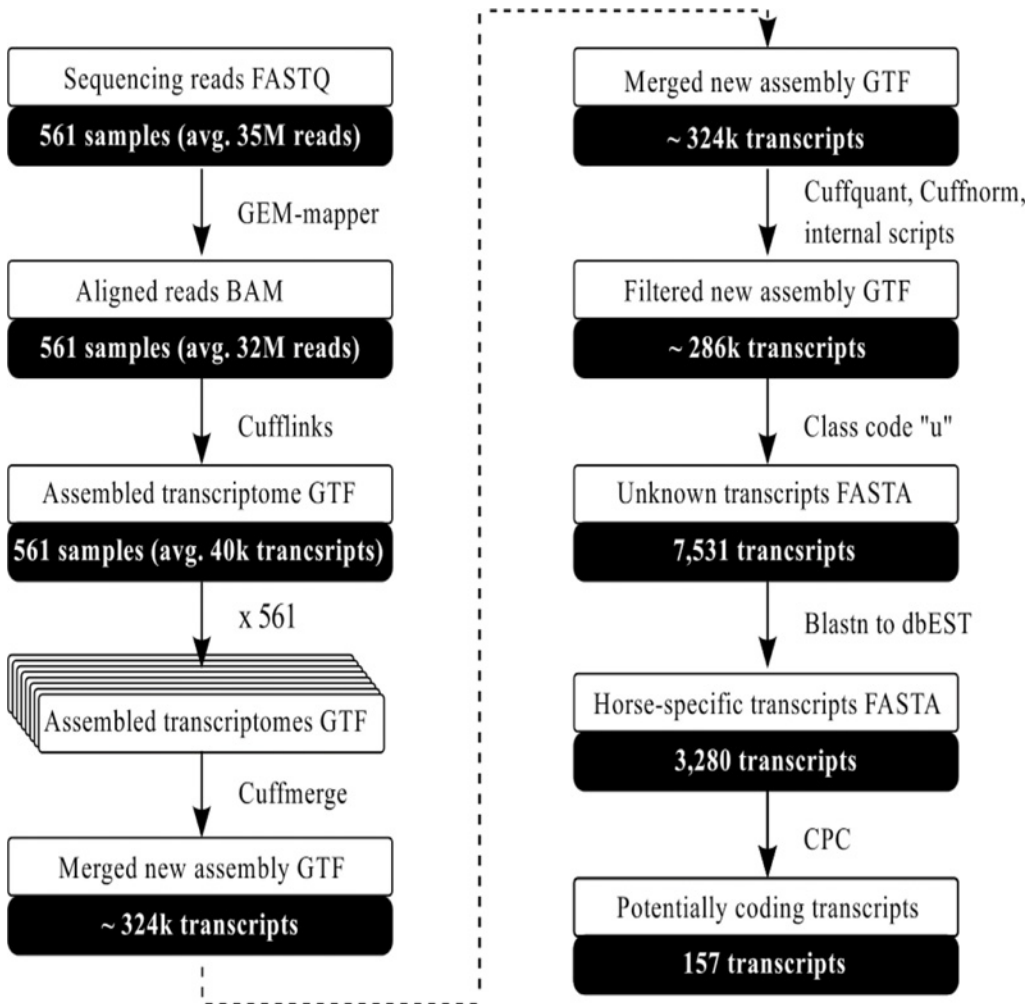 Sequencing reads FASTQ
561 samples (avg. 35M reads)
GEM-mapper
Aligned reads BAM
561 samples (avg. 32M reads)
Cufflinks
Assembled transcriptome GTF
561 samples (avg. 40k trancsripts)
x 561
Assembled transcriptomes GTF
Cuffmerge
Merged new assembly GTF
~ 324k transcripts
Merged new assembly GTF
~ 324k transcripts
Cuffquant, Cuffnorm,
internal scripts
Filtered new assembly GTF
~ 286k transcripts
Class code "u"
Unknown transcripts FASTA
7,531 trancsripts
Blastn to dbEST
Horse-specific transcripts FASTA
3,280 transcripts
CPC
Potentially coding transcripts
157 transcripts